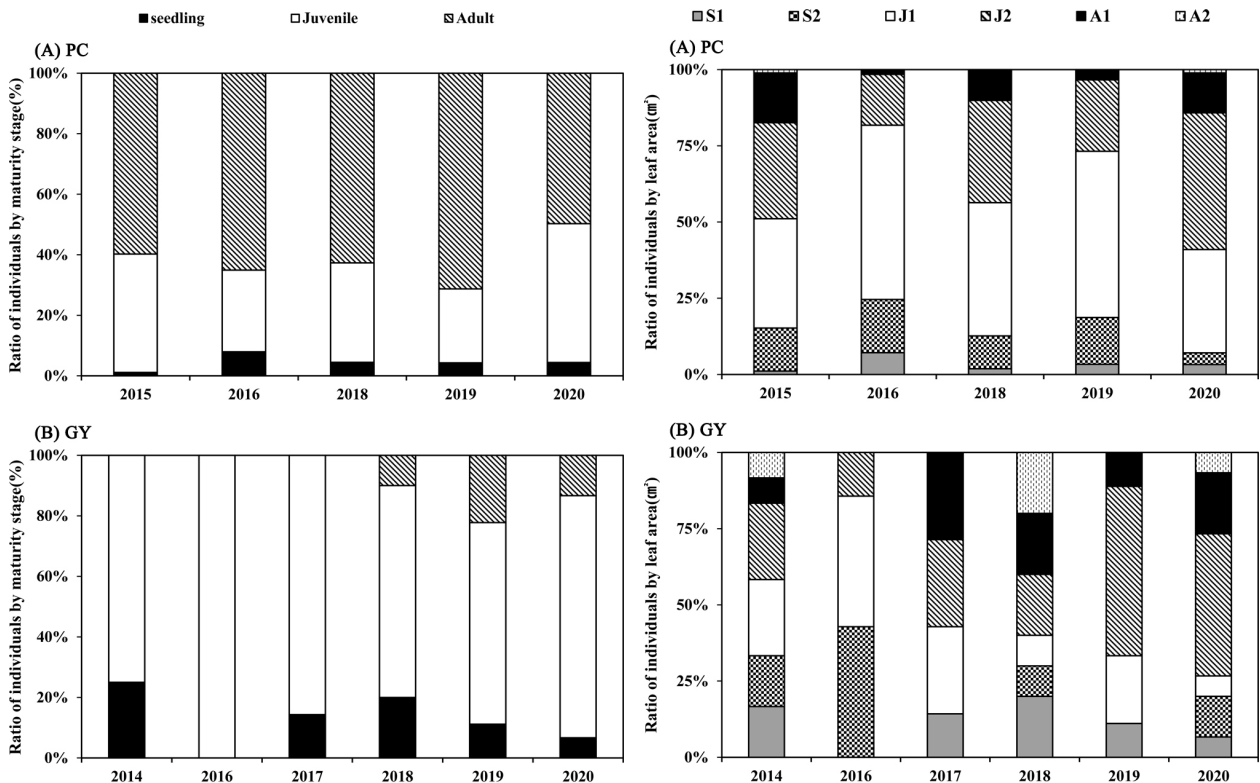 seedling Juvenile Adult
(A) PC
Ratio of individuals by maturity stage(%)
100%
80%
60%
40%
20%
0%
2015 2016 2018 2019 2020
(B) GY
Ratio of individuals by maturity stage(%)
100%
80%
60%
40%
20%
0%
2014 2016 2017 2018 2019 2020
S1 S2 J1 J2 A1 A2
(A) PC
Ratio of individuals by leaf area(㎠)
100%
75%
50%
25%
0%
2015 2016 2018 2019 2020
(B) GY
Ratio of individuals by leaf area(㎠)
100%
75%
50%
25%
0%
2014 2016 2017 2018 2019 2020